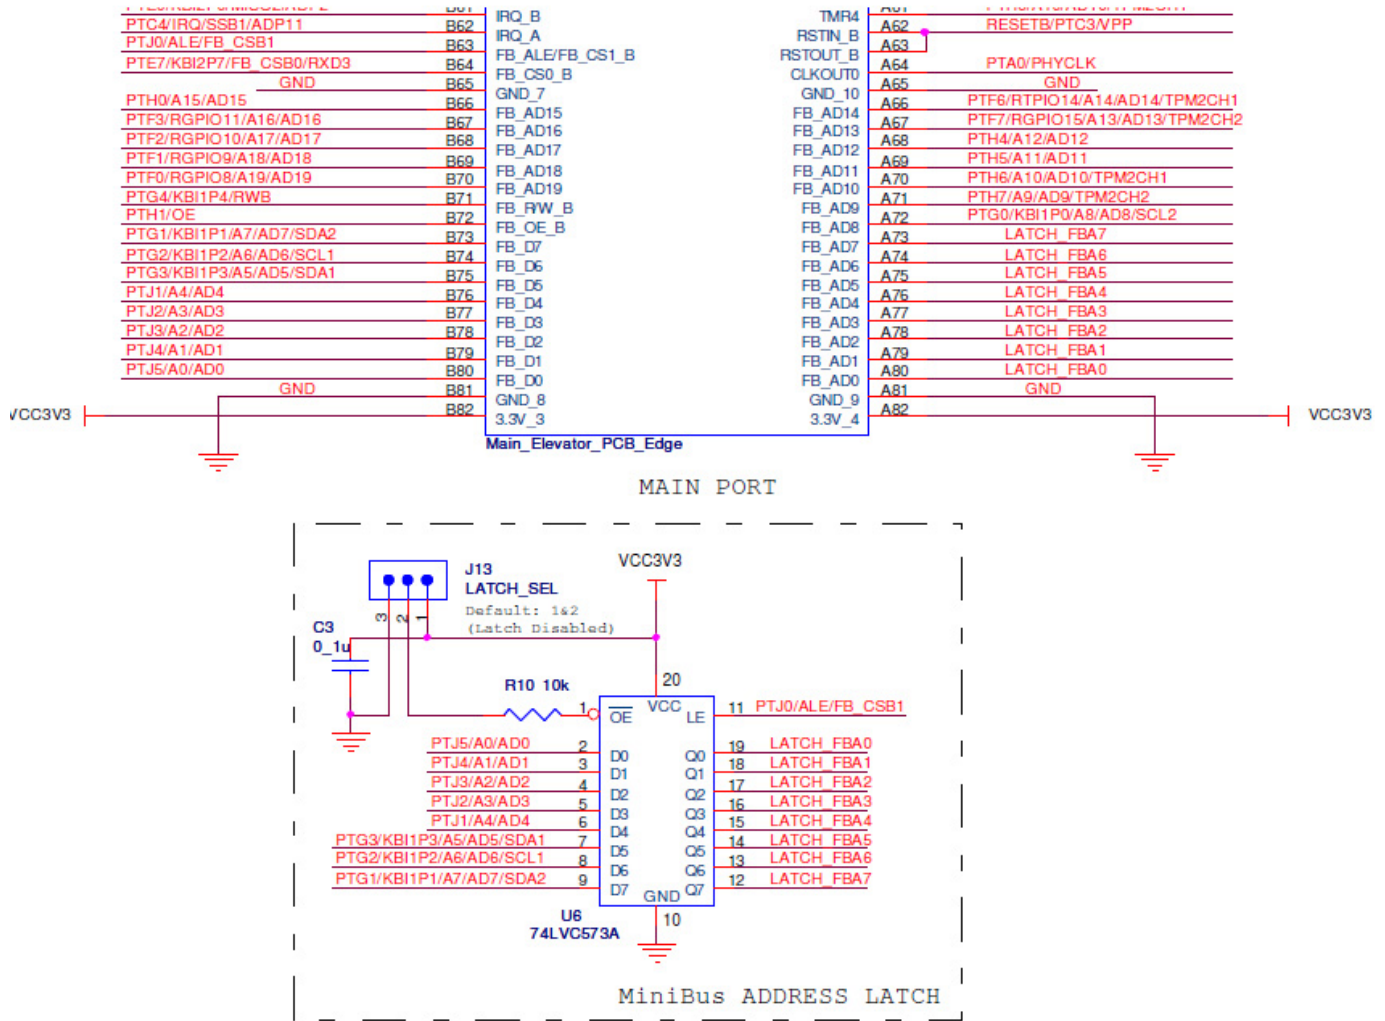 B61 IRQ_B TMR4 A61
PTC4/IRQ/SSB1/ADP11 B62 IRQ_A RSTIN_B A62 RESETB/PTC3/VPP
PTJ0/ALE/FB_CSB1 B63 FB_ALE/FB_CS1_B RSTOUT_B A63
PTE7/KBI2P7/FB_CSB0/RXD3 B64 FB_CS0_B CLKOUT0 A64 PTA0/PHYCLK
GND B65 GND_7 GND_10 A65 GND
PTH0/A15/AD15 B66 FB_AD15 FB_AD14 A66 PTF6/RTPIO14/A14/AD14/TPM2CH1
PTF3/RGPIO11/A16/AD16 B67 FB_AD16 FB_AD13 A67 PTF7/RGPIO15/A13/AD13/TPM2CH2
PTF2/RGPIO10/A17/AD17 B68 FB_AD17 FB_AD12 A68 PTH4/A12/AD12
PTF1/RGPIO9/A18/AD18 B69 FB_AD18 FB_AD11 A69 PTH5/A11/AD11
PTF0/RGPIO8/A19/AD19 B70 FB_AD19 FB_AD10 A70 PTH6/A10/AD10/TPM2CH1
PTG4/KBI1P4/RWB B71 FB_R/W_B FB_AD9 A71 PTH7/A9/AD9/TPM2CH2
PTH1/OE B72 FB_OE_B FB_AD8 A72 PTG0/KBI1P0/A8/AD8/SCL2
PTG1/KBI1P1/A7/AD7/SDA2 B73 FB_D7 FB_AD7 A73 LATCH_FBA7
PTG2/KBI1P2/A6/AD6/SCL1 B74 FB_D6 FB_AD6 A74 LATCH_FBA6
PTG3/KBI1P3/A5/AD5/SDA1 B75 FB_D5 FB_AD5 A75 LATCH_FBA5
PTJ1/A4/AD4 B76 FB_D4 FB_AD4 A76 LATCH_FBA4
PTJ2/A3/AD3 B77 FB_D3 FB_AD3 A77 LATCH_FBA3
PTJ3/A2/AD2 B78 FB_D2 FB_AD2 A78 LATCH_FBA2
PTJ4/A1/AD1 B79 FB_D1 FB_AD1 A79 LATCH_FBA1
PTJ5/A0/AD0 B80 FB_D0 FB_AD0 A80 LATCH_FBA0
GND B81 GND_8 GND_9 A81 GND
VCC3V3 B82 3.3V_3 3.3V_4 A82 VCC3V3
Main_Elevator_PCB_Edge
MAIN PORT
J13
LATCH_SEL
Default: 1&2
(Latch Disabled)
VCC3V3
3 2 1
C3
0_1u
20
R10 10k 1 OE VCC LE 11 PTJ0/ALE/FB_CSB1
PTJ5/A0/AD0 2 D0 Q0 19 LATCH_FBA0
PTJ4/A1/AD1 3 D1 Q1 18 LATCH_FBA1
PTJ3/A2/AD2 4 D2 Q2 17 LATCH_FBA2
PTJ2/A3/AD3 5 D3 Q3 16 LATCH_FBA3
PTJ1/A4/AD4 6 D4 Q4 15 LATCH_FBA4
PTG3/KBI1P3/A5/AD5/SDA1 7 D5 Q5 14 LATCH_FBA5
PTG2/KBI1P2/A6/AD6/SCL1 8 D6 Q6 13 LATCH_FBA6
PTG1/KBI1P1/A7/AD7/SDA2 9 D7 Q7 12 LATCH_FBA7
GND
U6 10
74LVC573A
MiniBus ADDRESS LATCH